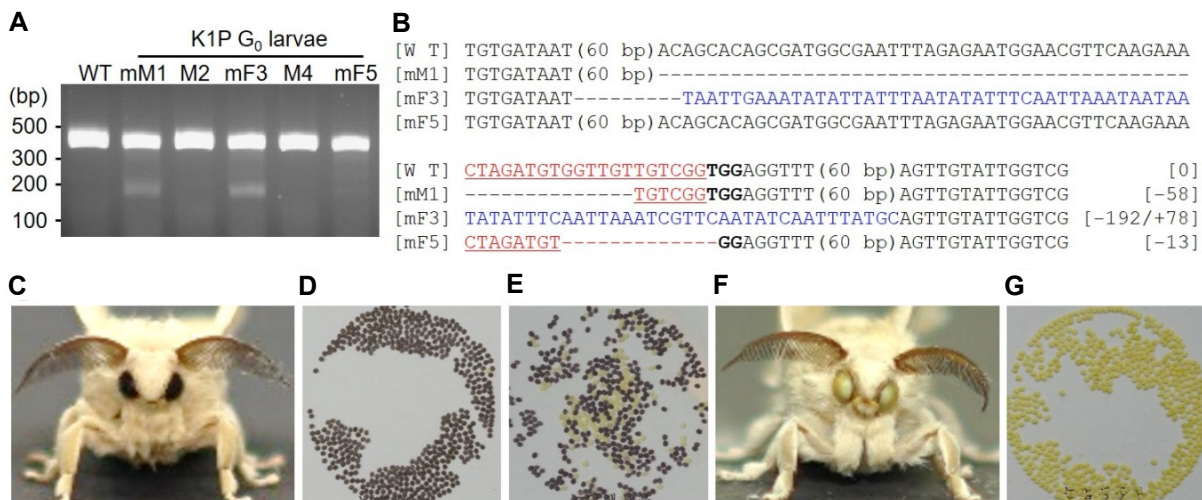 A
K1P G₀ larvae
WT mM1 M2 mF3 M4 mF5
(bp)
500
300
200
100
B
[W T] TGTGATAAT(60 bp)ACAGCACAGCGATGGCGAATTTAGAGAATGGAACGTTCAAGAAA
[mM1] TGTGATAAT(60 bp)--------------------------------------------
[mF3] TGTGATAAT---------TAATTGAAATATATTATTTAATATATTTCAATTAAATAATAA
[mF5] TGTGATAAT(60 bp)ACAGCACAGCGATGGCGAATTTAGAGAATGGAACGTTCAAGAAA
[W T] CTAGATGTGGTTGTTGTCGGTGGAGGTTT(60 bp)AGTTGTATTGGTCG [0]
[mM1] --------------TGTCGGTGGAGGTTT(60 bp)AGTTGTATTGGTCG [-58]
[mF3] TATATTTCAATTAAATCGTTCAATATCAATTTATGCAGTTGTATTGGTCG [-192/+78]
[mF5] CTAGATGT-------------GGAGGTTT(60 bp)AGTTGTATTGGTCG [-13]
C
D
E
F
G